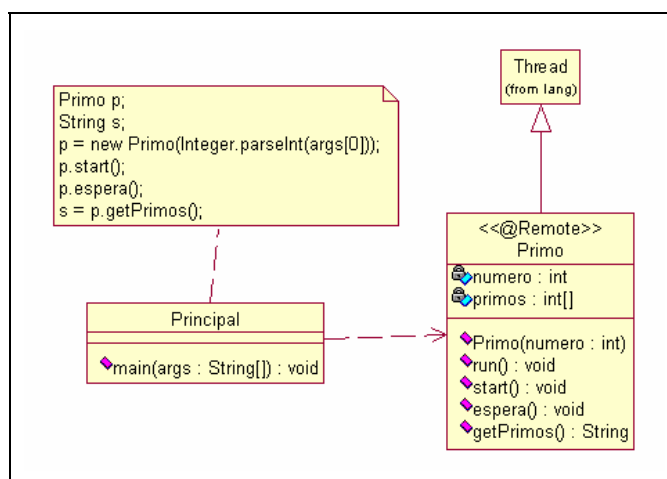 Thread
(from lang)
Primo p;
String s;
p = new Primo(Integer.parseInt(args[0]));
p.start();
p.espera();
s = p.getPrimos();
<<@Remote>>
Primo
numero : int
primos : int[]
Primo(numero : int)
run() : void
start() : void
espera() : void
getPrimos() : String
Principal
main(args : String[]) : void